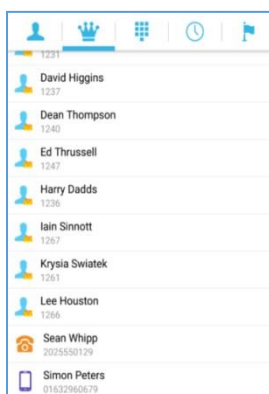 1231
David Higgins
1237
Dean Thompson
1240
Ed Thrussell
1247
Harry Dadds
1236
Iain Sinnott
1267
Krysia Swiatek
1261
Lee Houston
1266
Sean Whipp
2025550129
Simon Peters
01632960679